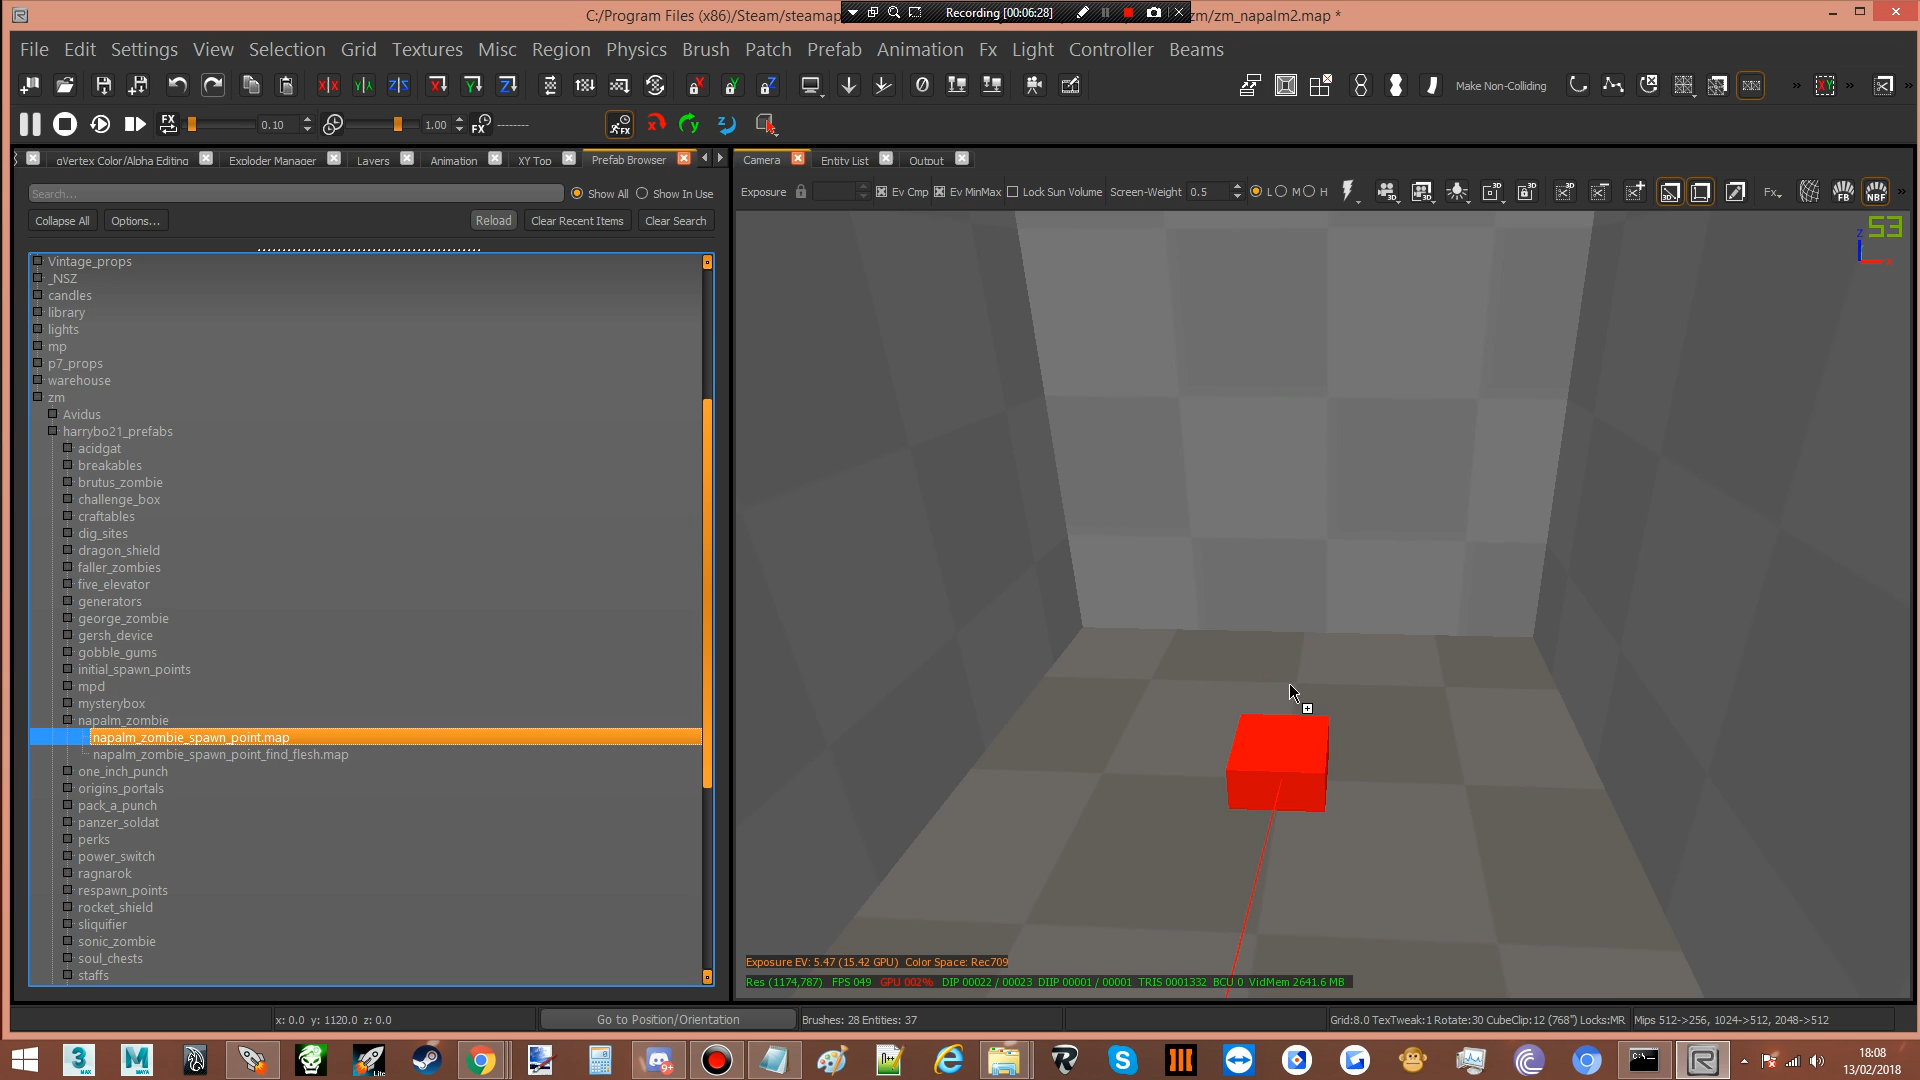 C:/Program Files (x86)/Steam/steamap
Recording [00:06:28]
zm/zm_napalm2.map *
File Edit Settings View Selection Grid Textures Misc Region Physics Brush Patch Prefab Animation Fx Light Controller Beams
Make Non-Colliding
FX 0.10 1.00 FX --------
qVertex Color/Alpha Editing Exploder Manager Layers Animation XY Top Prefab Browser
Camera Entity List Output
Search... Show All Show In Use
Exposure Ev Cmp Ev MinMax Lock Sun Volume Screen-Weight 0.5 L M H Fx FB NBF
Collapse All Options... Reload Clear Recent Items Clear Search
53
Z
Vintage_props
_NSZ
candles
library
lights
mp
p7_props
warehouse
zm
Avidus
harrybo21_prefabs
acidgat
breakables
brutus_zombie
challenge_box
craftables
dig_sites
dragon_shield
faller_zombies
five_elevator
generators
george_zombie
gersh_device
gobble_gums
initial_spawn_points
mpd
mysterybox
napalm_zombie
napalm_zombie_spawn_point.map
napalm_zombie_spawn_point_find_flesh.map
one_inch_punch
origins_portals
pack_a_punch
panzer_soldat
perks
power_switch
ragnarok
respawn_points
rocket_shield
sliquifier
sonic_zombie
soul_chests
staffs
Exposure EV: 5.47 (15.42 GPU) Color Space: Rec709
Res (1174,787) FPS 049 GPU 002% DIP 00022 / 00023 DIIP 00001 / 00001 TRIS 0001332 BCU 0 VidMem 2641.6 MB
x: 0.0 y: 1120.0 z: 0.0
Go to Position/Orientation
Brushes: 28 Entities: 37
Grid:8.0 TexTweak:1 Rotate:30 CubeClip:12 (768") Locks:MR
Mips 512->256, 1024->512, 2048->512
18:08
13/02/2018